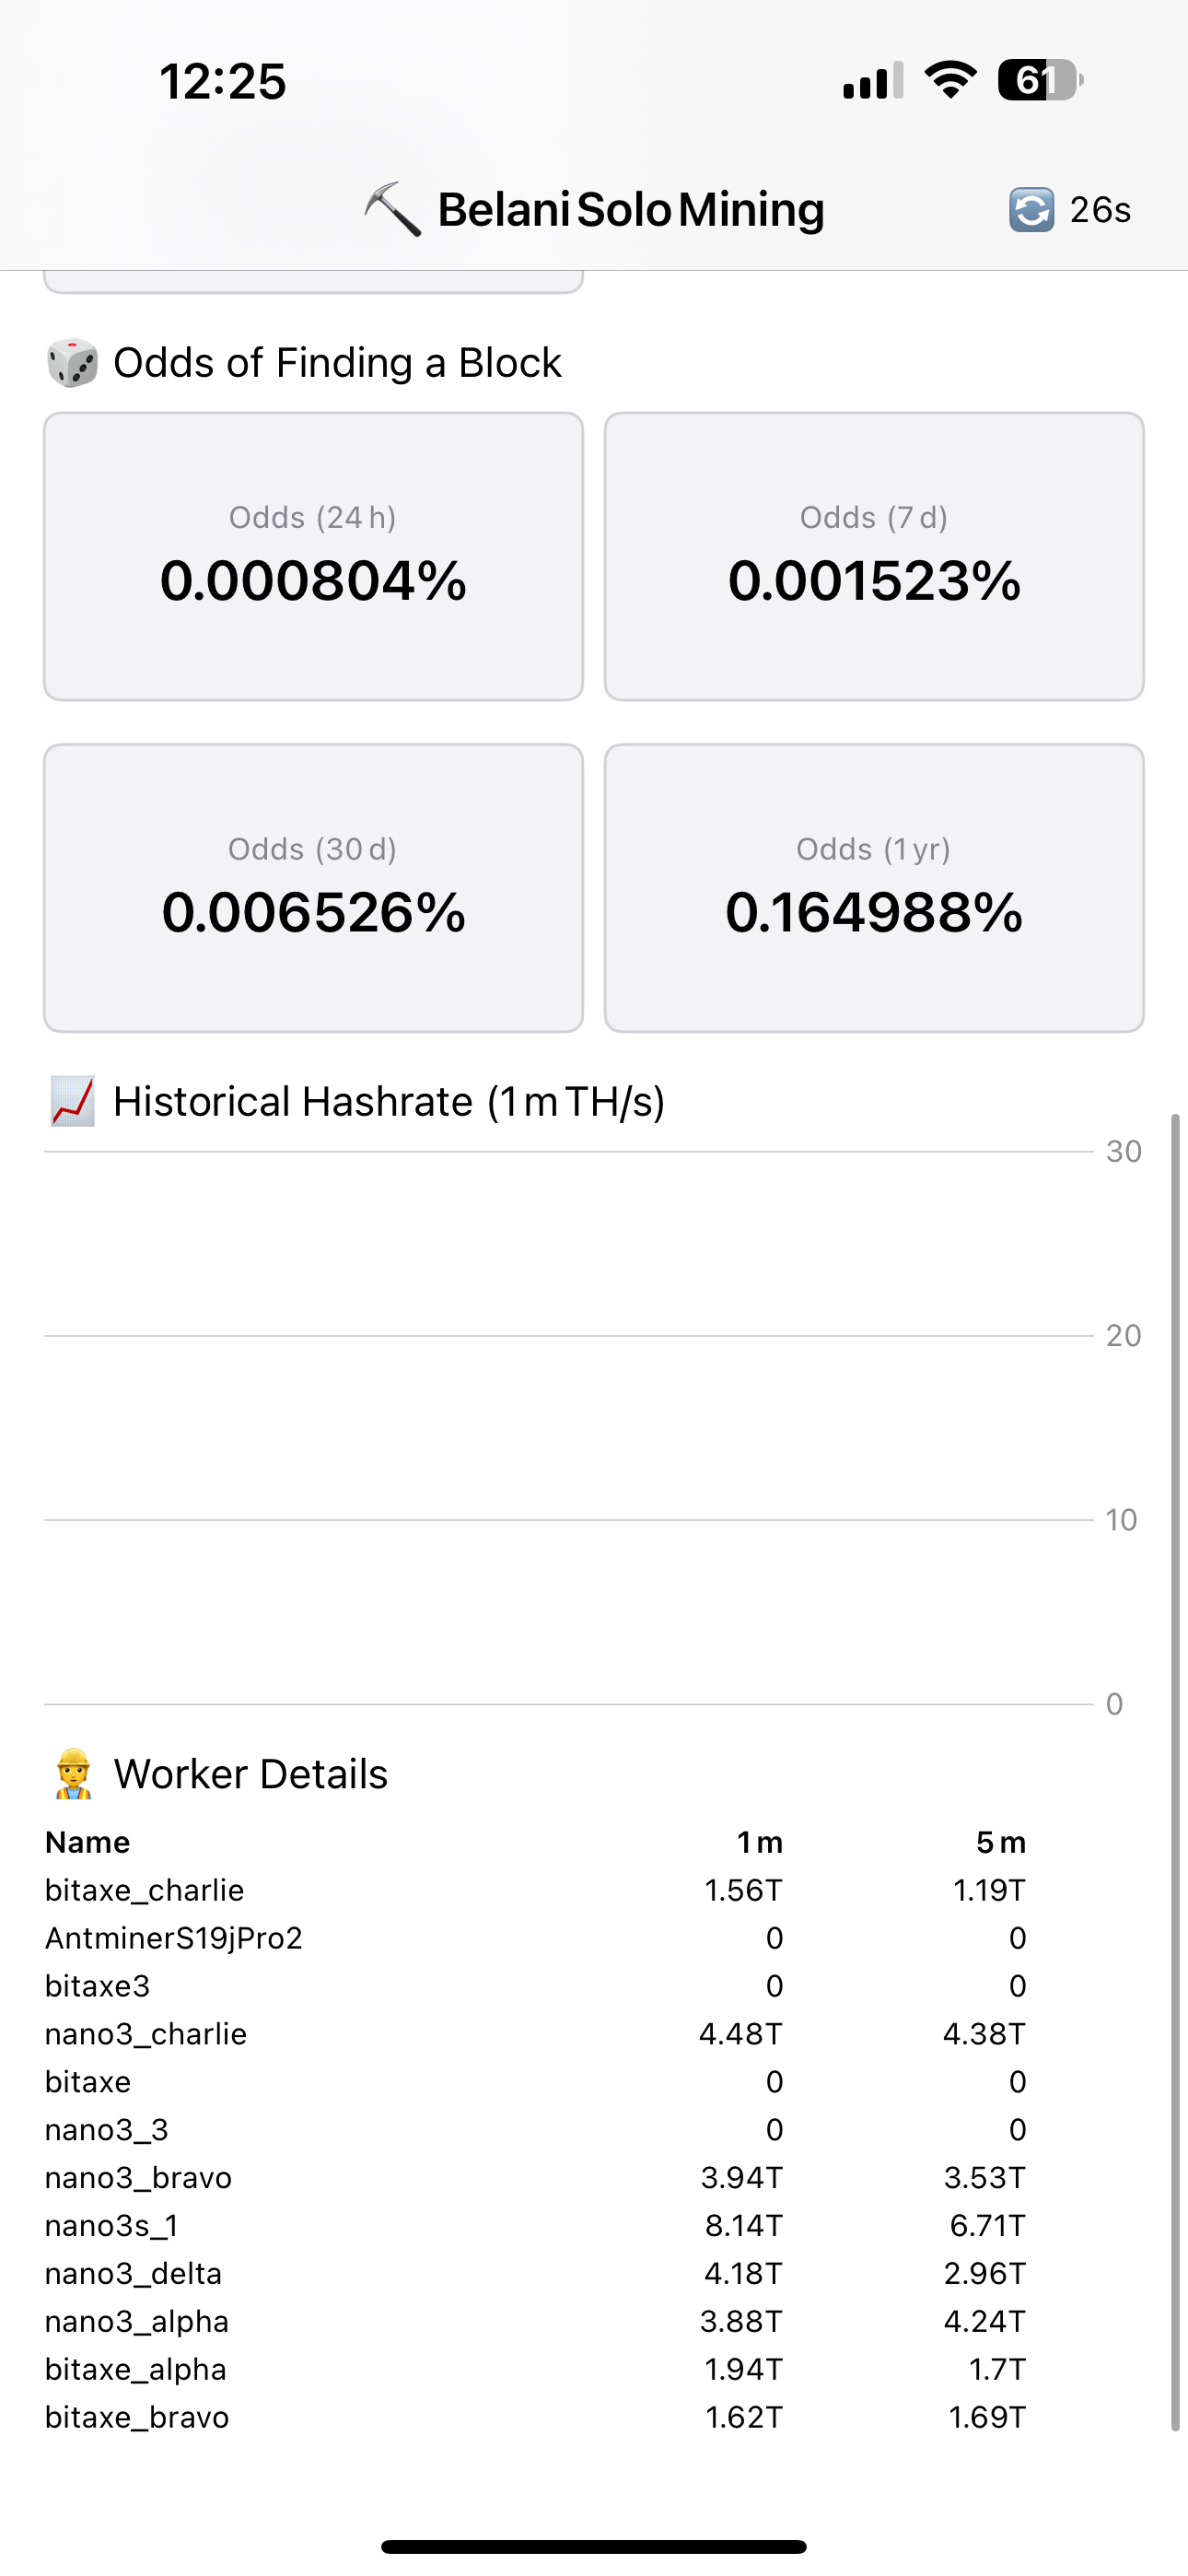 12:25
61
Belani Solo Mining
26s
Odds of Finding a Block
Odds (24 h)
0.000804%
Odds (7 d)
0.001523%
Odds (30 d)
0.006526%
Odds (1 yr)
0.164988%
Historical Hashrate (1 m TH/s)
30
20
10
0
Worker Details
Name 1 m 5 m
bitaxe_charlie 1.56T 1.19T
AntminerS19jPro2 0 0
bitaxe3 0 0
nano3_charlie 4.48T 4.38T
bitaxe 0 0
nano3_3 0 0
nano3_bravo 3.94T 3.53T
nano3s_1 8.14T 6.71T
nano3_delta 4.18T 2.96T
nano3_alpha 3.88T 4.24T
bitaxe_alpha 1.94T 1.7T
bitaxe_bravo 1.62T 1.69T